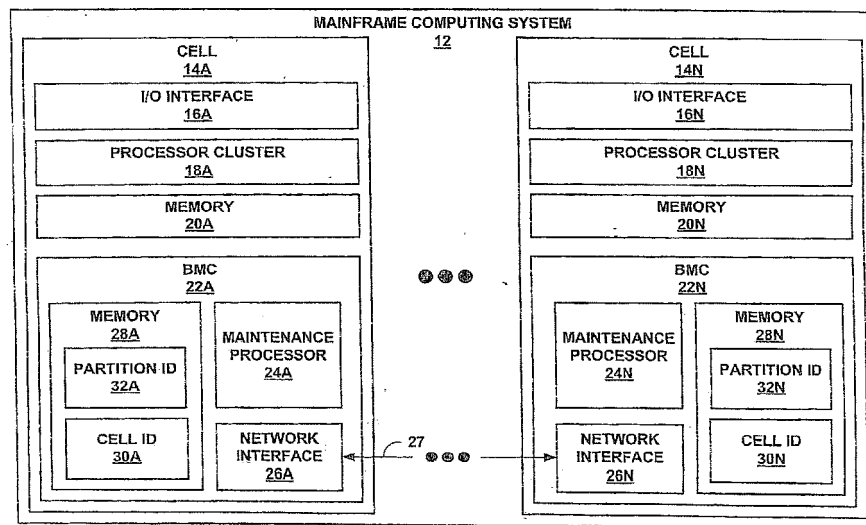 MAINFRAME COMPUTING SYSTEM
12
CELL
14A
I/O INTERFACE
16A
PROCESSOR CLUSTER
18A
MEMORY
20A
BMC
22A
MEMORY
28A
PARTITION ID
32A
CELL ID
30A
MAINTENANCE
PROCESSOR
24A
NETWORK
INTERFACE
26A
27
CELL
14N
I/O INTERFACE
16N
PROCESSOR CLUSTER
18N
MEMORY
20N
BMC
22N
MAINTENANCE
PROCESSOR
24N
NETWORK
INTERFACE
26N
MEMORY
28N
PARTITION ID
32N
CELL ID
30N